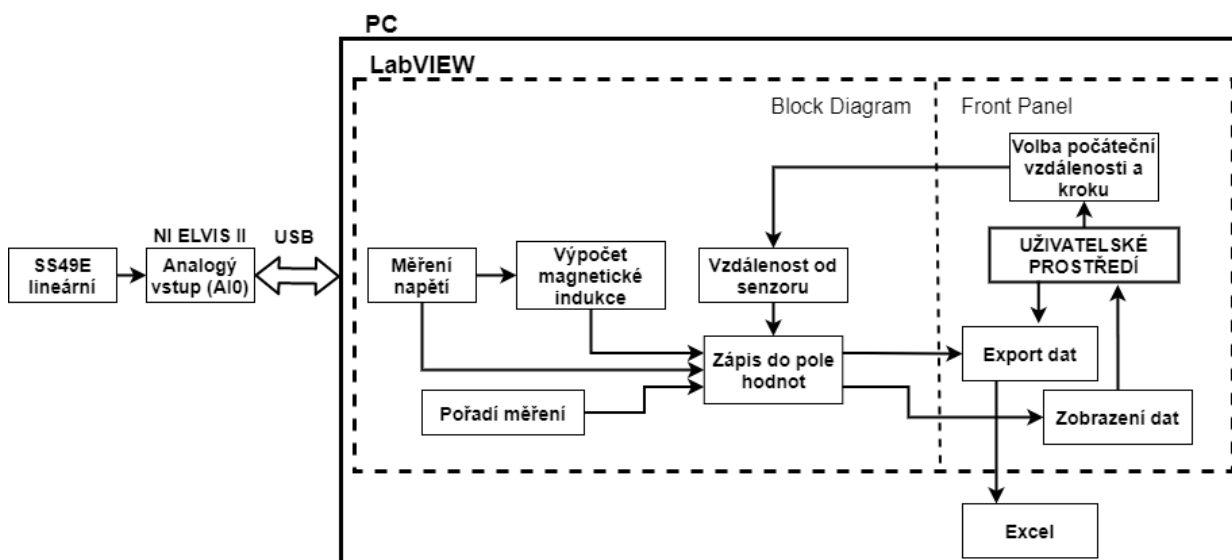 PC
LabVIEW
Block Diagram
Front Panel
Volba počáteční
vzdálenosti a
kroku
NI ELVIS II
USB
SS49E
lineární
Analogý
vstup (AI0)
Měření
napětí
Výpočet
magnetické
indukce
Vzdálenost od
senzoru
UŽIVATELSKÉ
PROSTŘEDÍ
Zápis do pole
hodnot
Export dat
Pořadí měření
Zobrazení dat
Excel